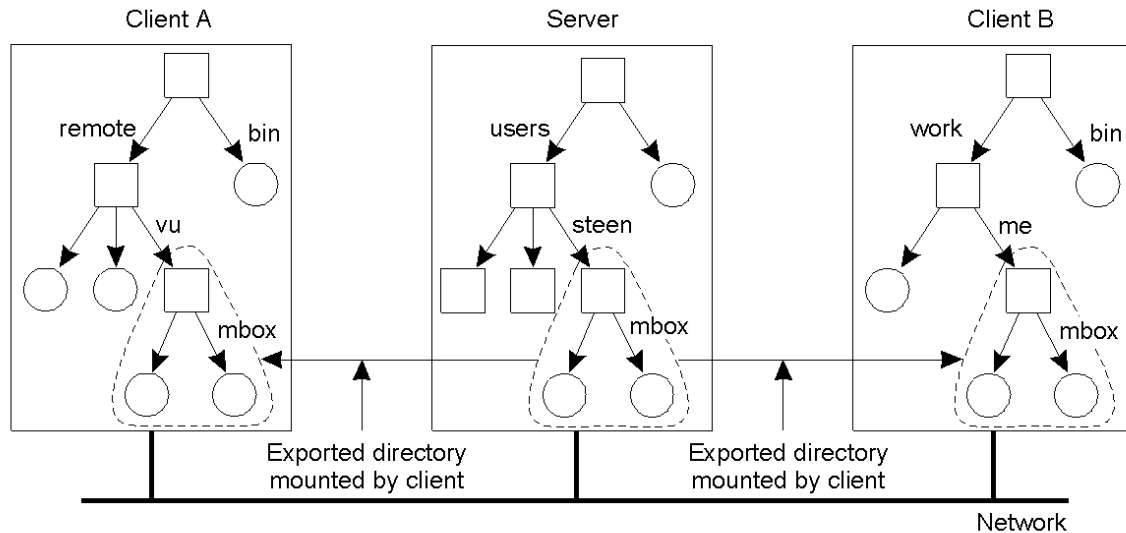 Client A
Server
Client B
remote
bin
users
work
bin
vu
steen
me
mbox
mbox
mbox
Exported directory
mounted by client
Exported directory
mounted by client
Network